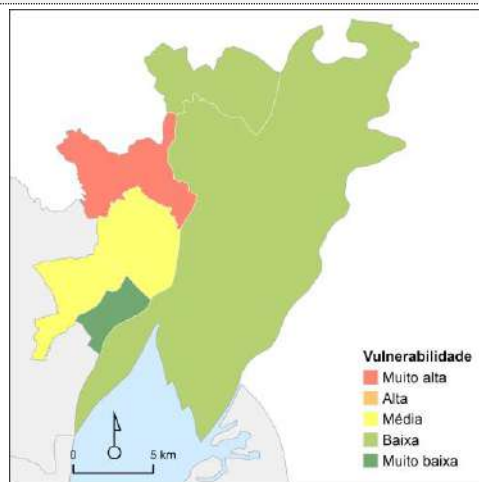 Vulnerabilidade
Muito alta
Alta
Média
Baixa
Muito baixa
0 5 km